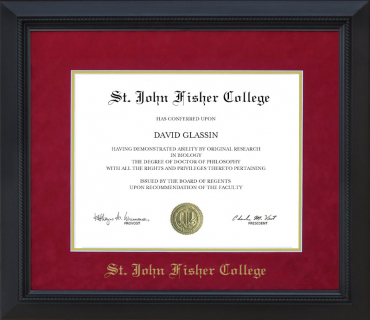 St. John Fisher College
HAS CONFERRED UPON
DAVID GLASSIN
HAVING DEMONSTRATED ABILITY BY ORIGINAL RESEARCH
IN BIOLOGY
THE DEGREE OF DOCTOR OF PHILOSOPHY
WITH ALL THE RIGHTS AND PRIVILEGES THERETO PERTAINING
ISSUED BY THE BOARD OF REGENTS
UPON RECOMMENDATION OF THE FACULTY
PROVOST
PRESIDENT
St. John Fisher College